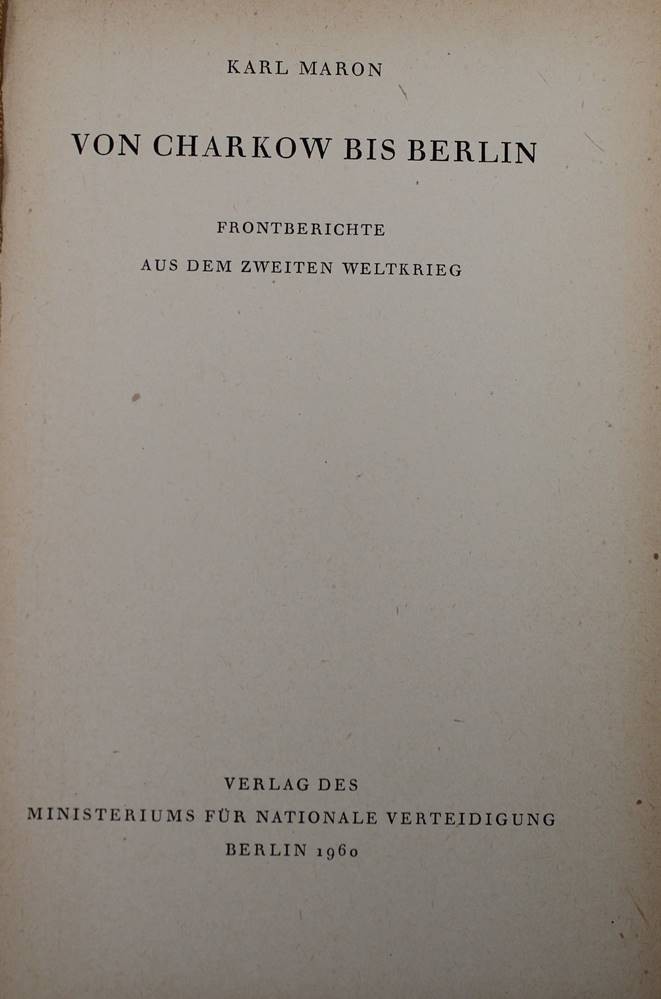 KARL MARON
VON CHARKOW BIS BERLIN
FRONTBERICHTE
AUS DEM ZWEITEN WELTKRIEG
VERLAG DES
MINISTERIUMS FÜR NATIONALE VERTEIDIGUNG
BERLIN 1960